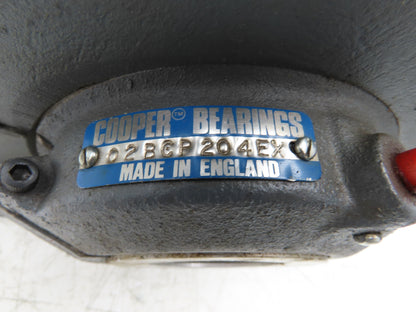 COOPER™ BEARINGS
02BCP204EX
MADE IN ENGLAND